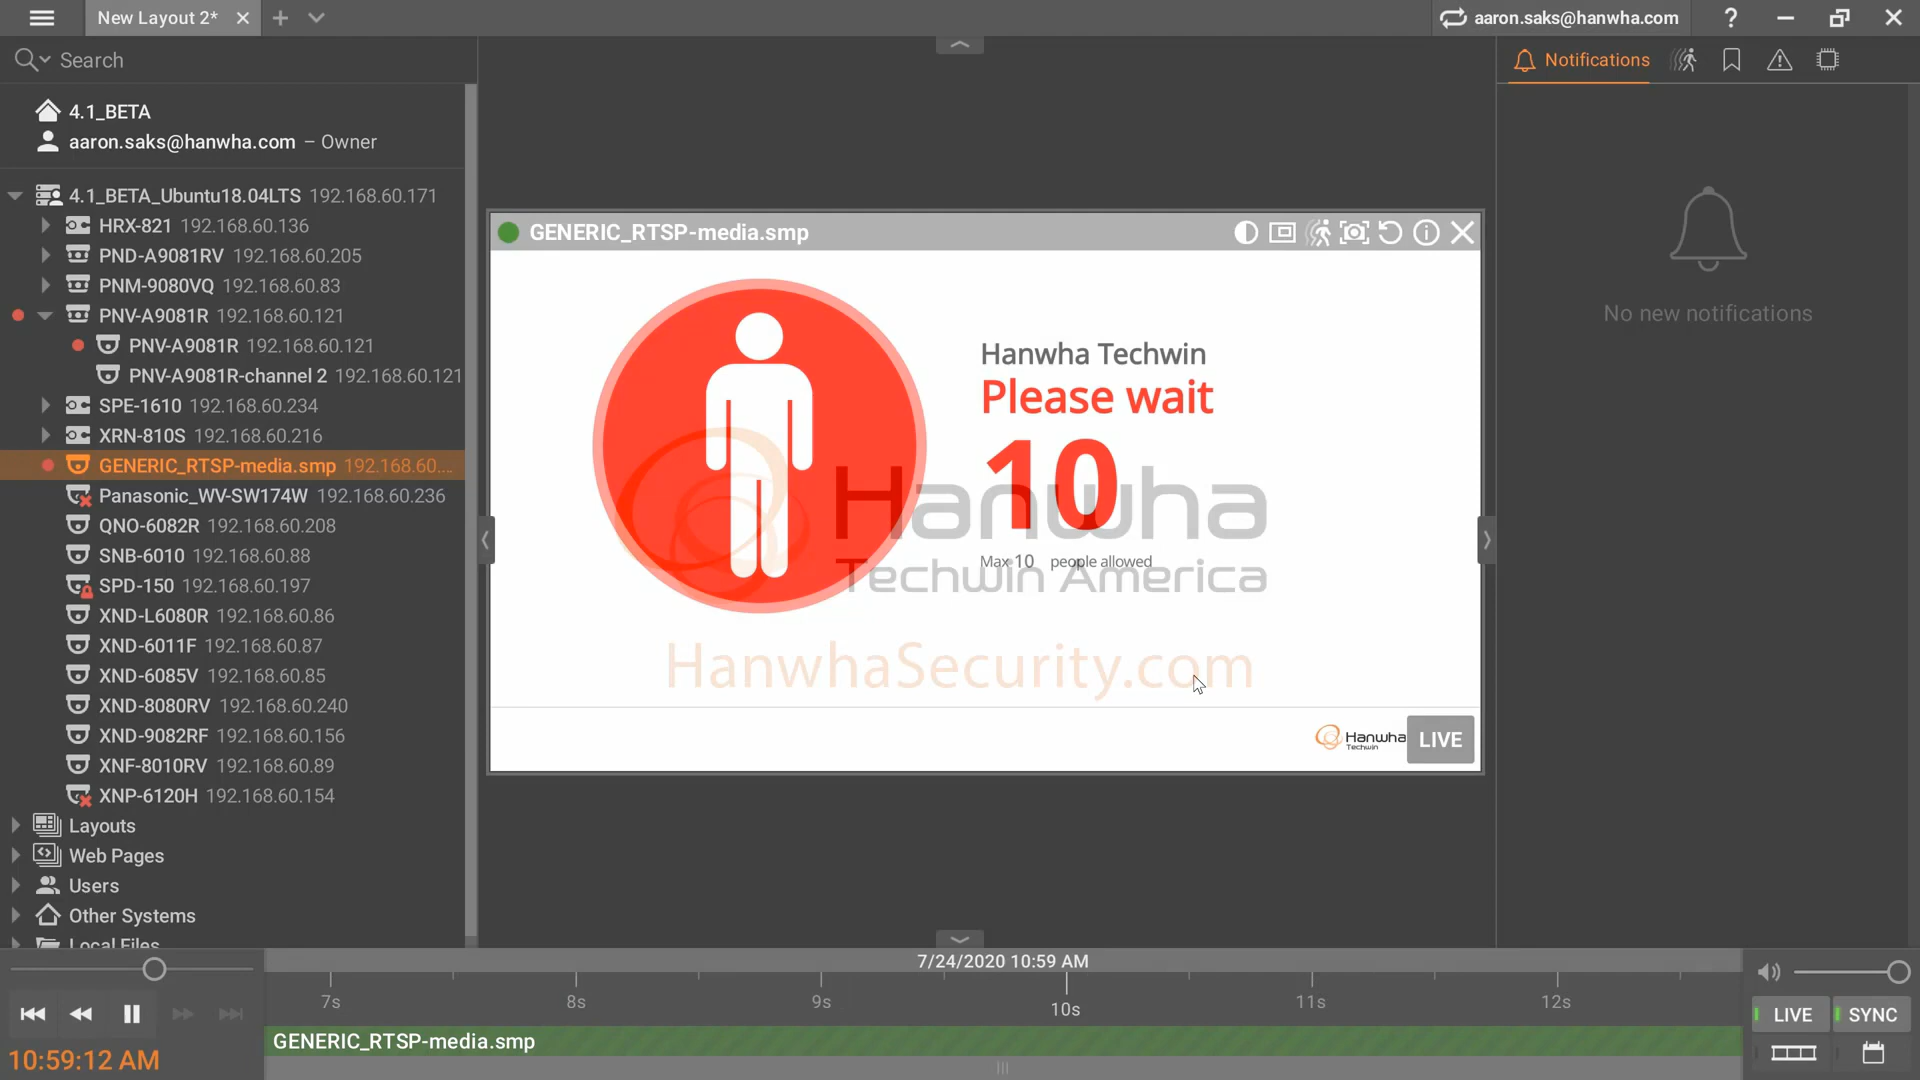 New Layout 2*
aaron.saks@hanwha.com
?
Search
Notifications
4.1_BETA
aaron.saks@hanwha.com – Owner
4.1_BETA_Ubuntu18.04LTS 192.168.60.171
HRX-821 192.168.60.136
PND-A9081RV 192.168.60.205
PNM-9080VQ 192.168.60.83
PNV-A9081R 192.168.60.121
PNV-A9081R 192.168.60.121
PNV-A9081R-channel 2 192.168.60.121
SPE-1610 192.168.60.234
XRN-810S 192.168.60.216
GENERIC_RTSP-media.smp 192.168.60....
Panasonic_WV-SW174W 192.168.60.236
QNO-6082R 192.168.60.208
SNB-6010 192.168.60.88
SPD-150 192.168.60.197
XND-L6080R 192.168.60.86
XND-6011F 192.168.60.87
XND-6085V 192.168.60.85
XND-8080RV 192.168.60.240
XND-9082RF 192.168.60.156
XNF-8010RV 192.168.60.89
XNP-6120H 192.168.60.154
Layouts
Web Pages
Users
Other Systems
Local Files
GENERIC_RTSP-media.smp
Hanwha Techwin
Please wait
10
Max 10 people allowed
Hanwha
Techwin America
HanwhaSecurity.com
Hanwha
Techwin
LIVE
No new notifications
7/24/2020 10:59 AM
7s 8s 9s 10s 11s 12s
GENERIC_RTSP-media.smp
10:59:12 AM
LIVE SYNC